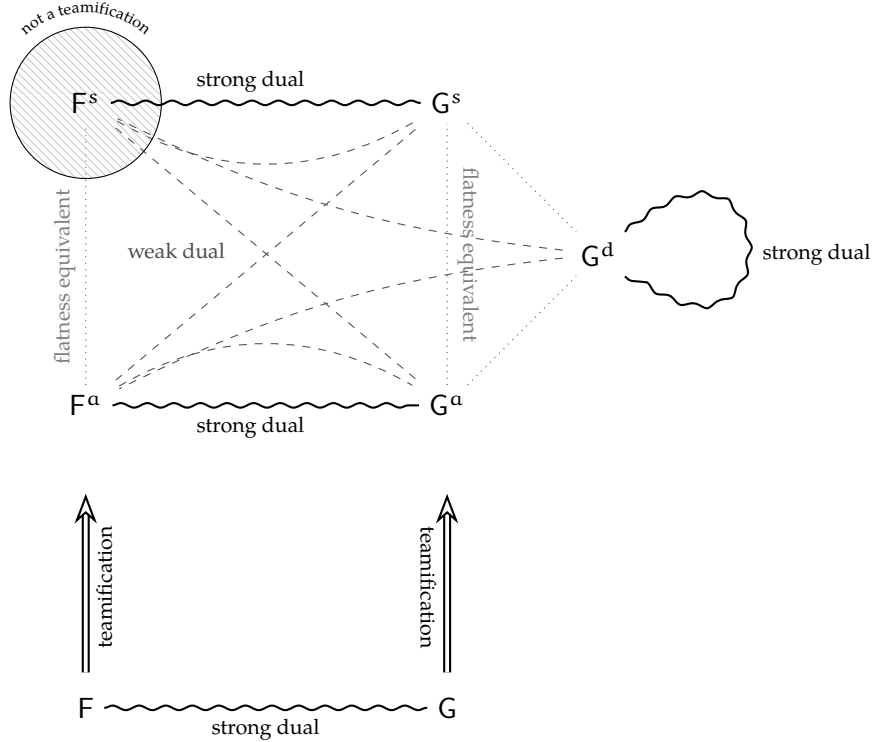 not a teamification
strong dual
Fˢ
Gˢ
flatness equivalent
weak dual
flatness equivalent
Gᵈ
strong dual
Fᵃ
Gᵃ
strong dual
teamification
teamification
F
G
strong dual